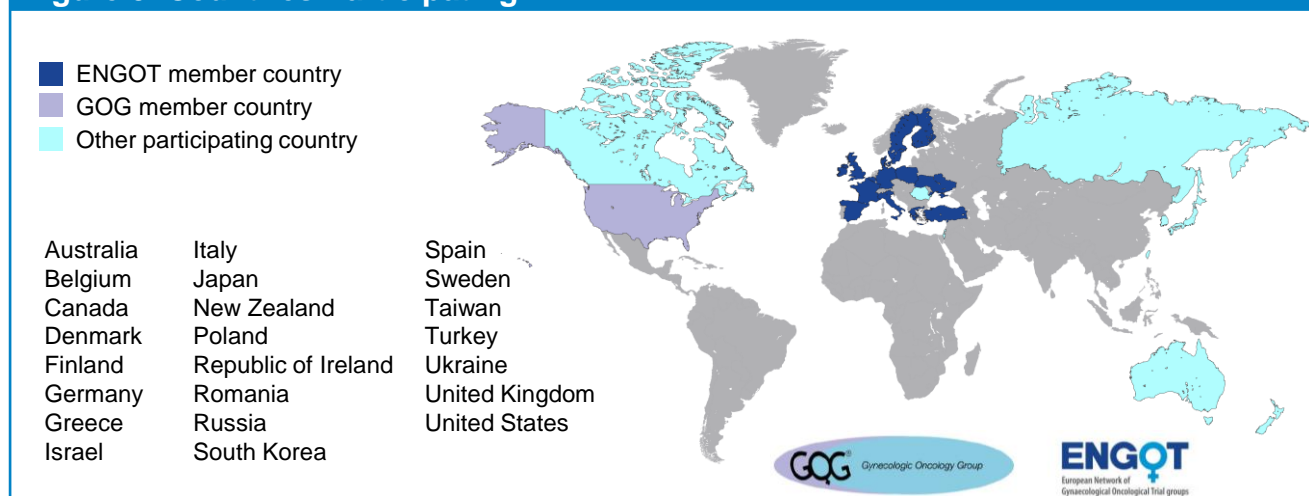 ENGOT member country
GOG member country
Other participating country
Australia
Belgium
Canada
Denmark
Finland
Germany
Greece
Israel
Italy
Japan
New Zealand
Poland
Republic of Ireland
Romania
Russia
South Korea
Spain
Sweden
Taiwan
Turkey
Ukraine
United Kingdom
United States
GOG® Gynecologic Oncology Group
ENGOT
European Network of
Gynaecological Oncological Trial groups